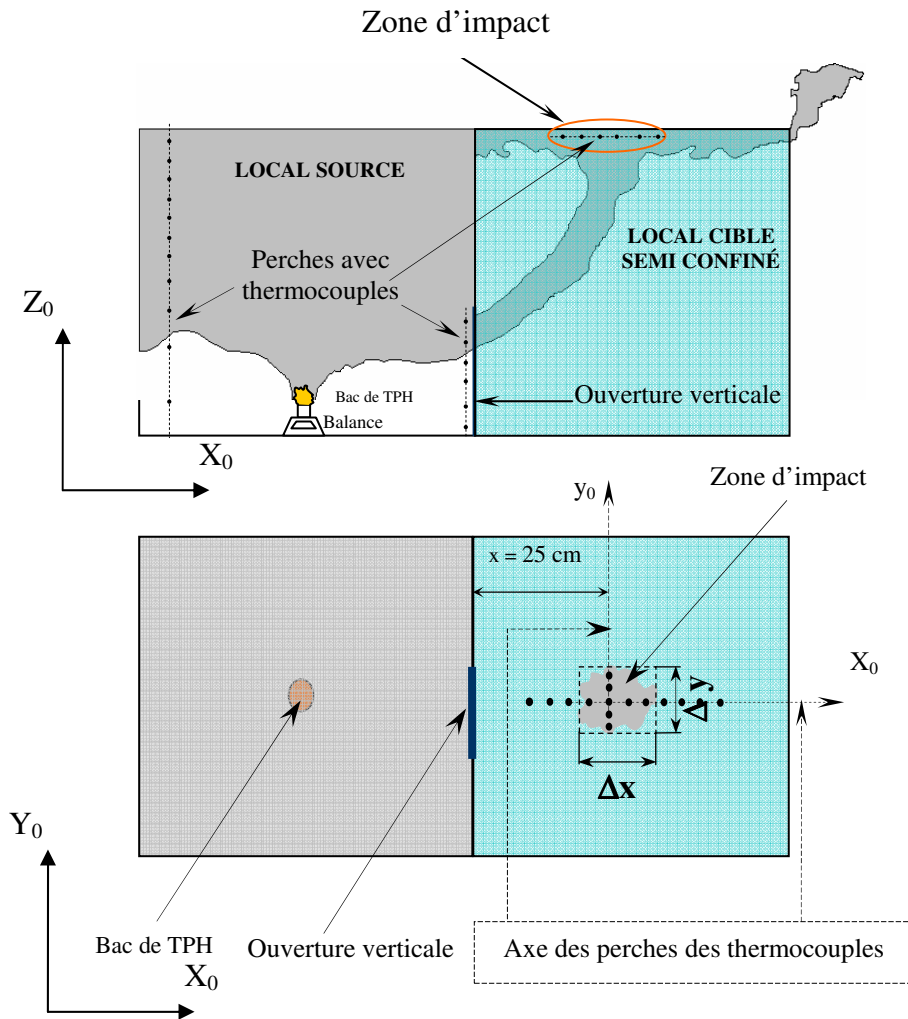 Zone d’impact
LOCAL SOURCE
LOCAL CIBLE
SEMI CONFINÉ
Perches avec
thermocouples
Z0
Bac de TPH
Balance
Ouverture verticale
X0
y0
Zone d’impact
x = 25 cm
X0
Δy
Δx
Y0
Bac de TPH
Ouverture verticale
Axe des perches des thermocouples
X0